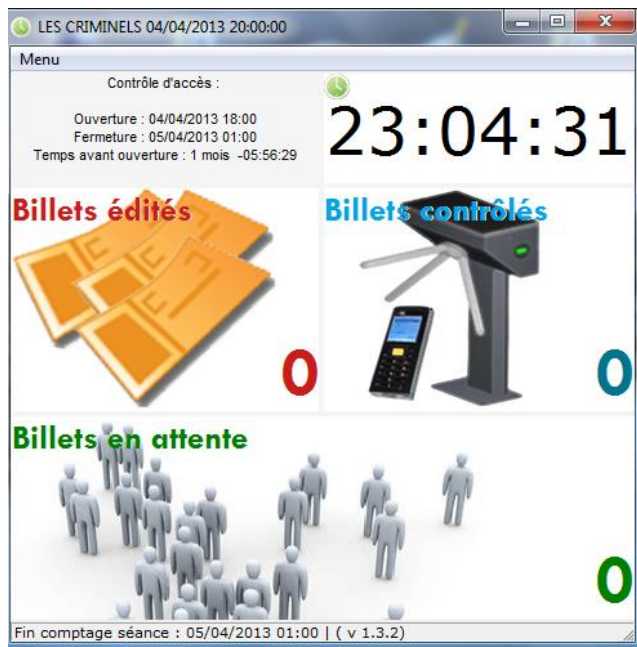 LES CRIMINELS 04/04/2013 20:00:00
Menu
Contrôle d'accès :
Ouverture : 04/04/2013 18:00
Fermeture : 05/04/2013 01:00
Temps avant ouverture : 1 mois -05:56:29
23:04:31
Billets édités
0
Billets contrôlés
0
Billets en attente
0
Fin comptage séance : 05/04/2013 01:00 | ( v 1.3.2)